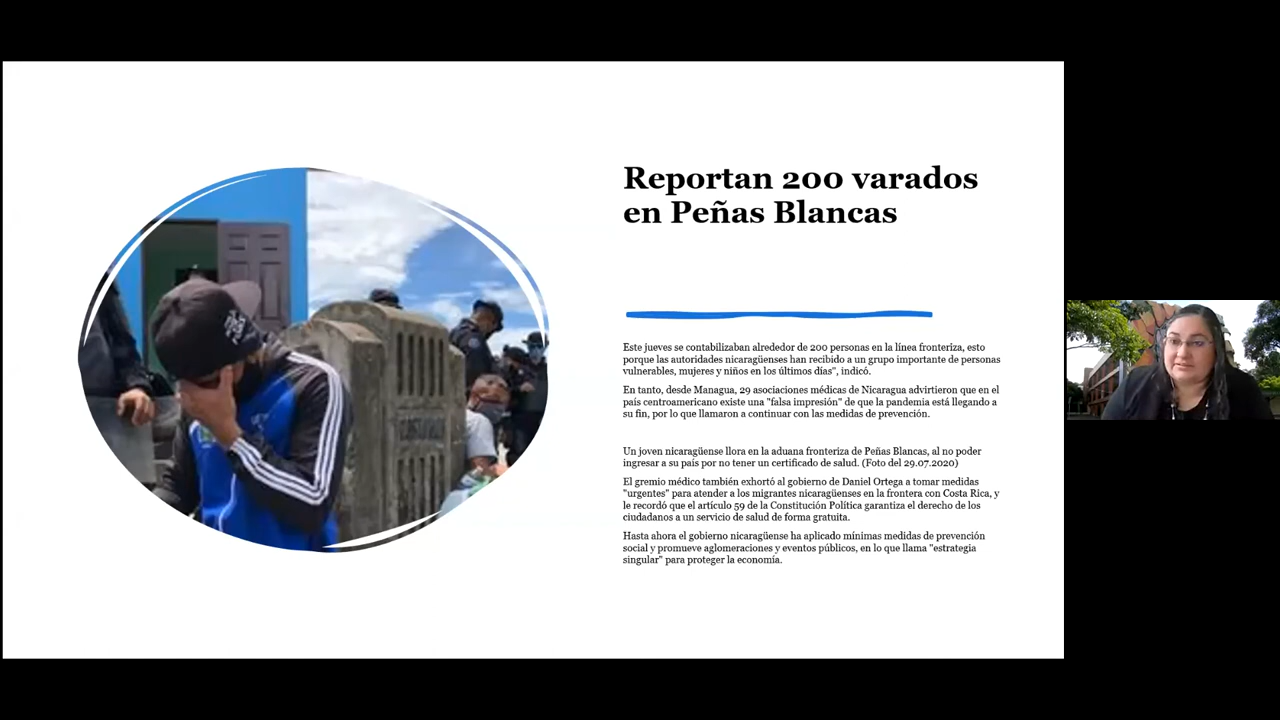 Reportan 200 varados
en Peñas Blancas
Este jueves se contabilizaban alrededor de 200 personas en la línea fronteriza, esto
porque las autoridades nicaragüenses han recibido a un grupo importante de personas
vulnerables, mujeres y niños en los últimos días", indicó.
En tanto, desde Managua, 29 asociaciones médicas de Nicaragua advirtieron que en el
país centroamericano existe una "falsa impresión" de que la pandemia está llegando a
su fin, por lo que llamaron a continuar con las medidas de prevención.
Un joven nicaragüense llora en la aduana fronteriza de Peñas Blancas, al no poder
ingresar a su país por no tener un certificado de salud. (Foto del 29.07.2020)
El gremio médico también exhortó al gobierno de Daniel Ortega a tomar medidas
"urgentes" para atender a los migrantes nicaragüenses en la frontera con Costa Rica, y
le recordó que el artículo 59 de la Constitución Política garantiza el derecho de los
ciudadanos a un servicio de salud de forma gratuita.
Hasta ahora el gobierno nicaragüense ha aplicado mínimas medidas de prevención
social y promueve aglomeraciones y eventos públicos, en lo que llama "estrategia
singular" para proteger la economía.